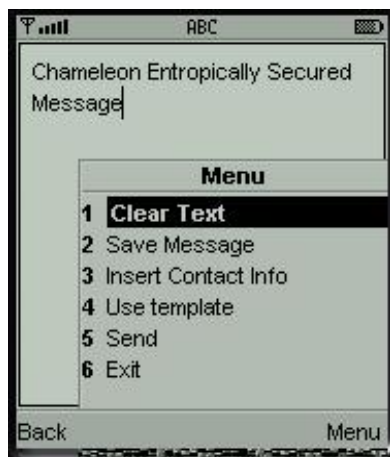 ABC
Chameleon Entropically Secured
Message
Menu
1 Clear Text
2 Save Message
3 Insert Contact Info
4 Use template
5 Send
6 Exit
Back Menu